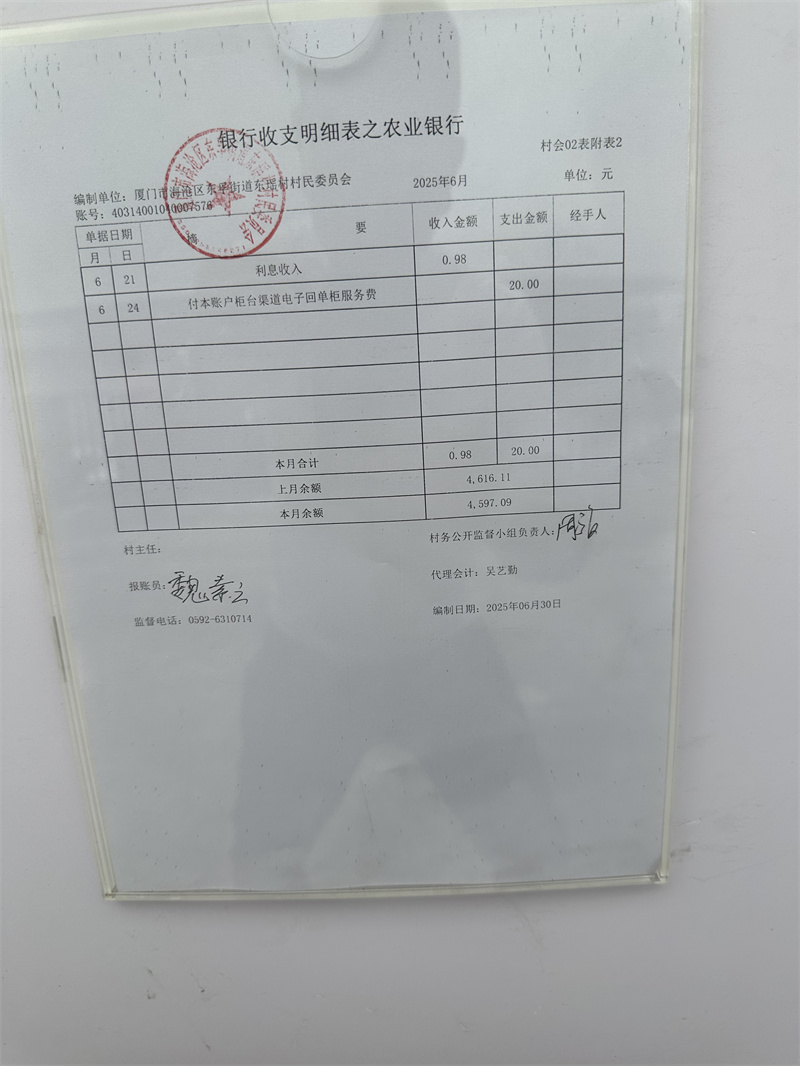 银行收支明细表之农业银行
村会02表附表2
编制单位：厦门市海沧区东孚街道东瑶村村民委员会 2025年6月 单位：元
账号：40314001040007576
单据日期 摘 要 收入金额 支出金额 经手人
月 日
6 21 利息收入 0.98
6 24 付本账户柜台渠道电子回单柜服务费 20.00
本月合计 0.98 20.00
上月余额 4,616.11
本月余额 4,597.09
村主任： 村务公开监督小组负责人：
报账员： 代理会计：吴艺勤
监督电话：0592-6310714 编制日期：2025年06月30日